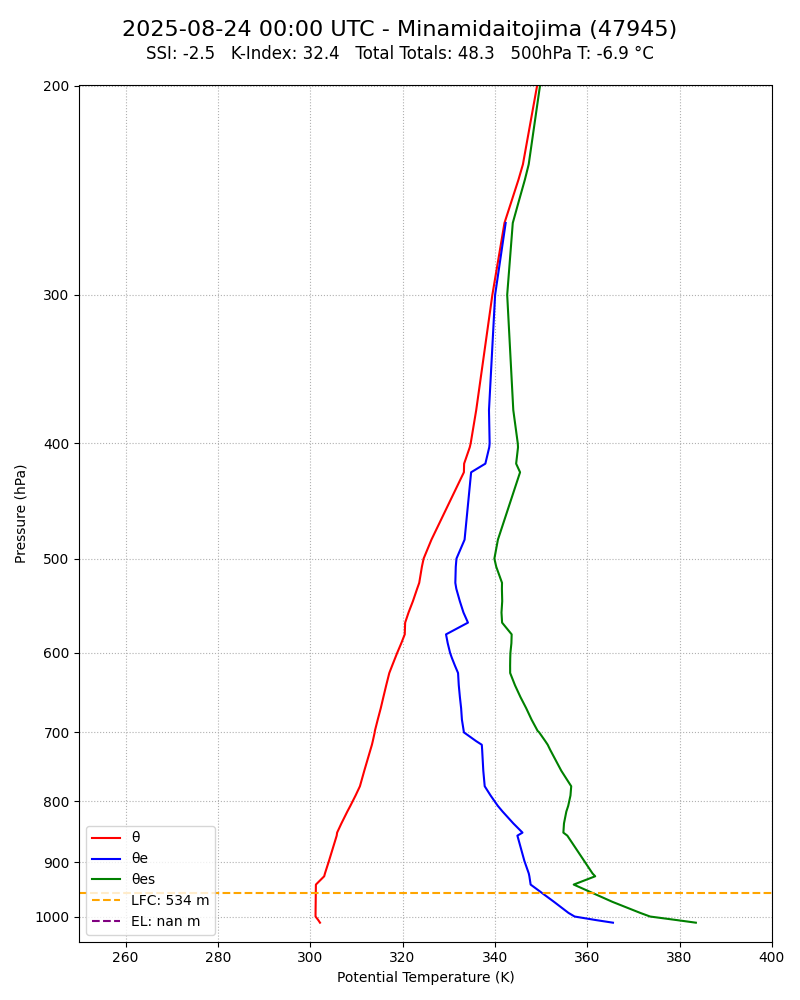 2025-08-24 00:00 UTC - Minamidaitojima (47945)
SSI: -2.5 K-Index: 32.4 Total Totals: 48.3 500hPa T: -6.9 °C
200
300
400
500
600
700
800
900
1000
Pressure (hPa)
θ
θe
θes
LFC: 534 m
EL: nan m
260 280 300 320 340 360 380 400
Potential Temperature (K)